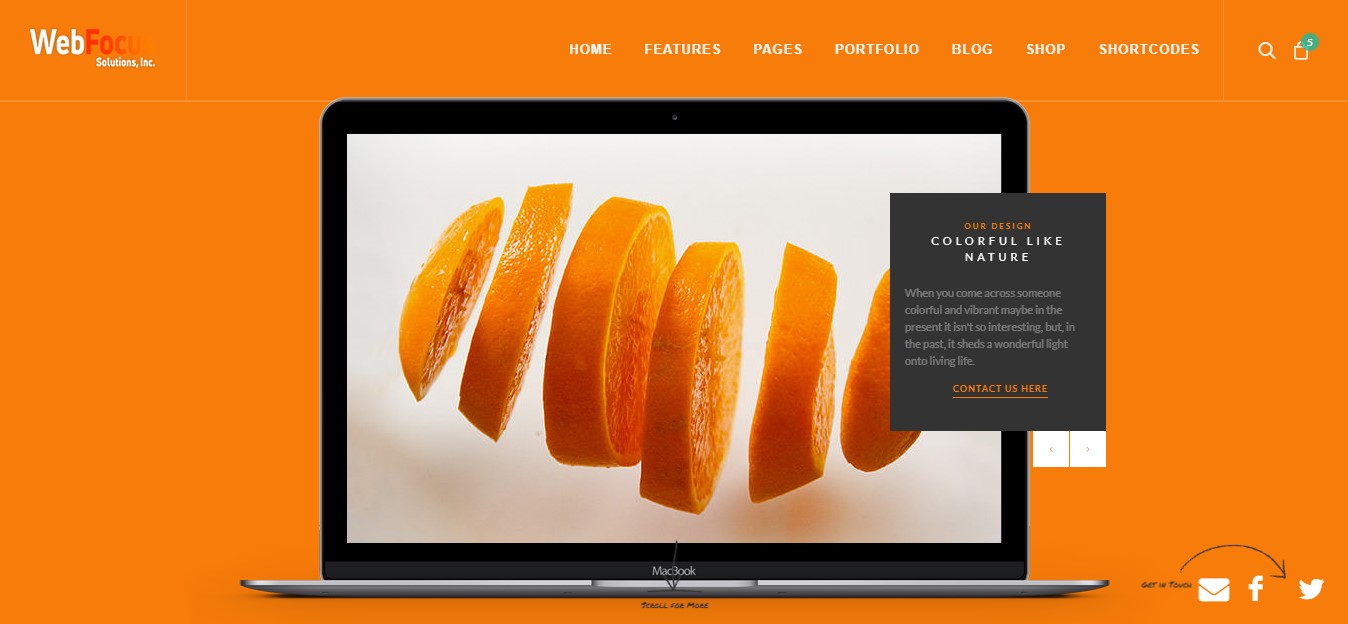 WebFocus
Solutions, Inc.
HOME FEATURES PAGES PORTFOLIO BLOG SHOP SHORTCODES
5
OUR DESIGN
COLORFUL LIKE
NATURE
When you come across someone
colorful and vibrant maybe in the
present it isn't so interesting, but, in
the past, it sheds a wonderful light
onto living life.
CONTACT US HERE
MacBook
Get in Touch
Scroll for More